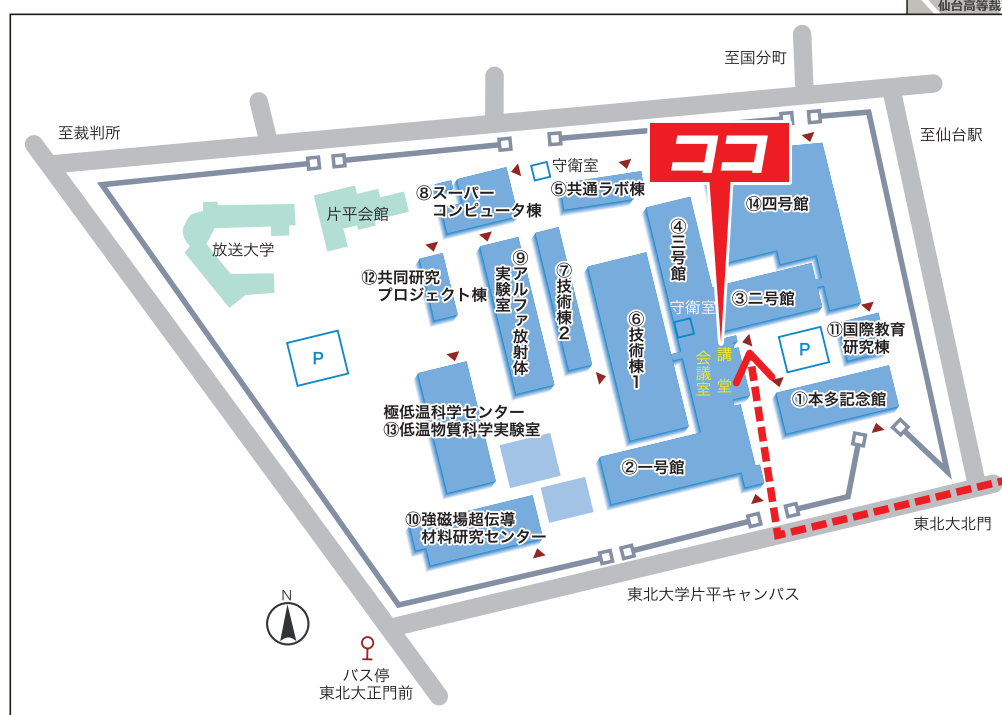 仙台高等裁
至国分町
至裁判所
至仙台駅
ココ
守衛室
⑤共通ラボ棟
⑧スーパー
コンピュータ棟
⑭四号館
片平会館
放送大学
④三号館
⑫共同研究
プロジェクト棟
⑨アルファ放射体
実験室
⑦技術棟2
③二号館
守衛室
⑥技術棟1
⑪国際教育
研究棟
P
P
講堂
会議室
①本多記念館
極低温科学センター
⑬低温物質科学実験室
②一号館
⑩強磁場超伝導
材料研究センター
東北大北門
東北大学片平キャンパス
N
バス停
東北大正門前